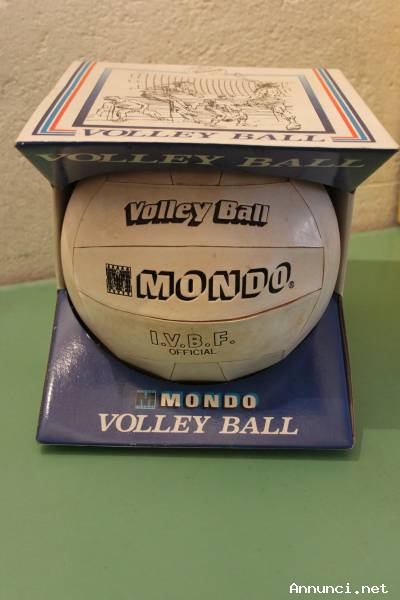 VOLLEY BALL
VOLLEY BALL
Volley Ball
M MONDO®
I.V.B.F.
OFFICIAL
M MONDO
VOLLEY BALL
Annunci.net